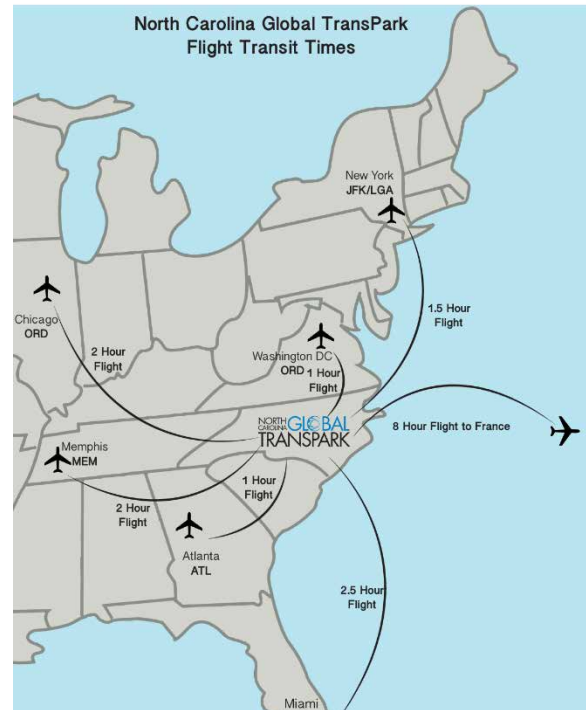 North Carolina Global TransPark
Flight Transit Times
New York
JFK/LGA
1.5 Hour
Flight
Chicago
ORD
2 Hour
Flight
Washington DC
ORD
1 Hour
Flight
8 Hour Flight to France
NORTH
CAROLINA
GLOBAL
TRANSPARK
Memphis
MEM
2 Hour
Flight
1 Hour
Flight
Atlanta
ATL
2.5 Hour
Flight
Miami